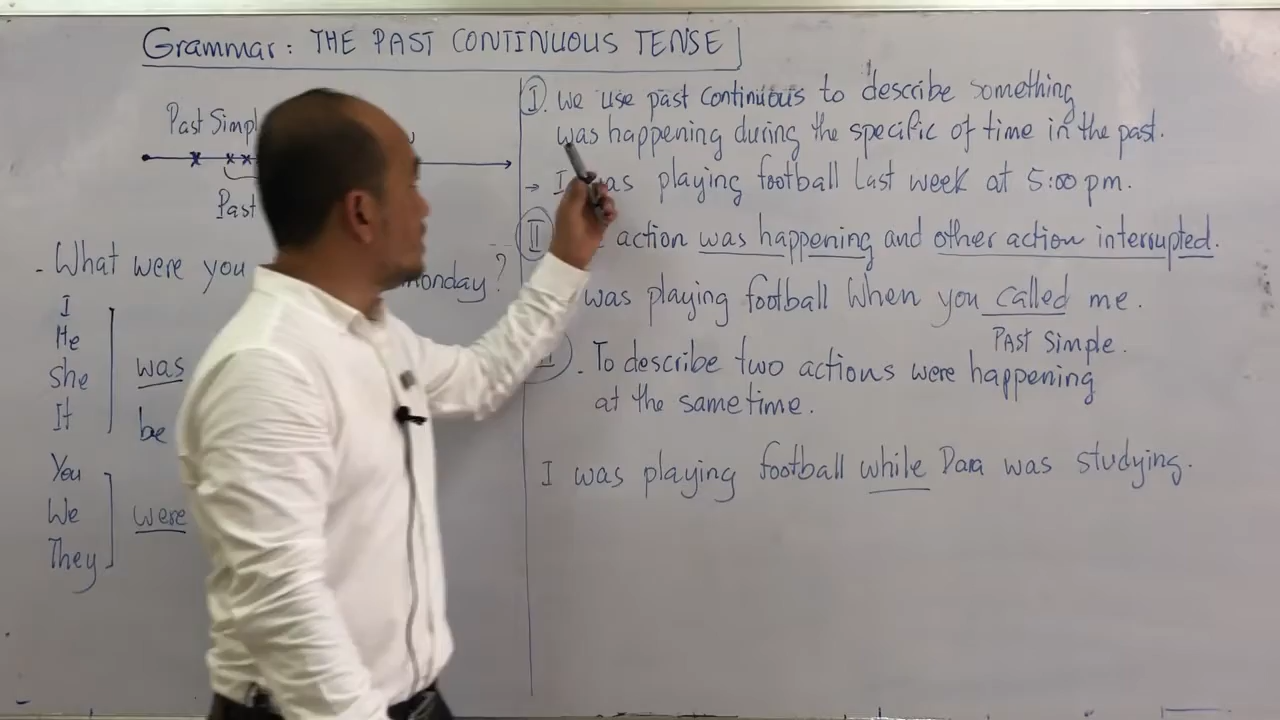 Grammar: THE PAST CONTINUOUS TENSE
Past Simpl
Past
- What were you
monday?
I
He
She
It
was
be
You
We
They
were
I. we use past continuous to describe something
was happening during the specific of time in the past.
→ I was playing football last week at 5:00 pm.
II
action was happening and other action interrupted.
was playing football when you called me.
PAST Simple.
. To describe two actions were happening
at the same time.
I was playing football while Dara was studying.